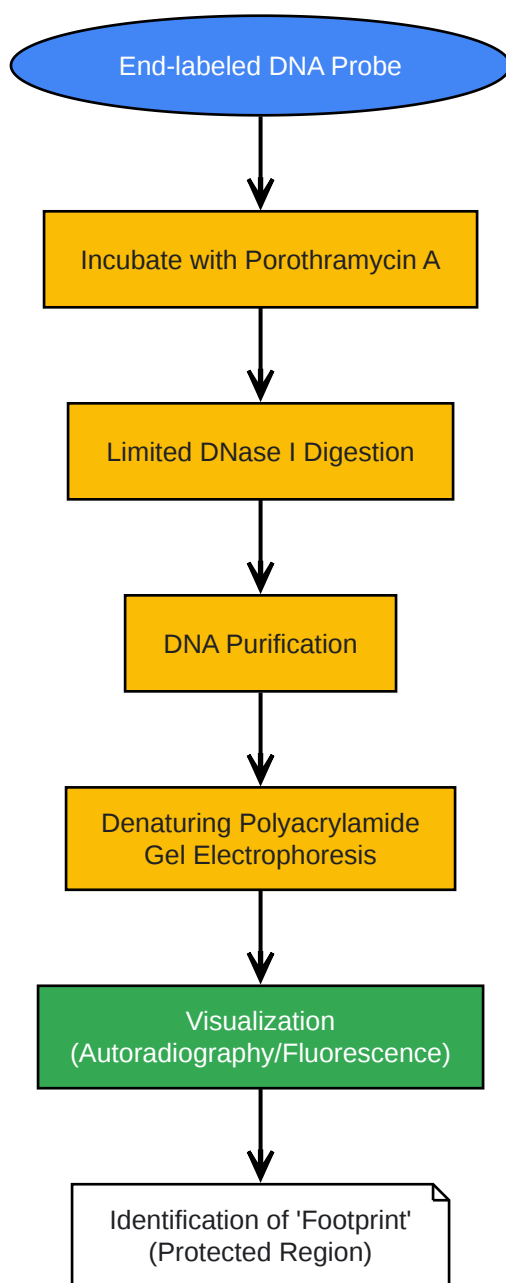 End-labeled DNA Probe
Incubate with Porothramycin A
Limited DNase I Digestion
DNA Purification
Denaturing Polyacrylamide
Gel Electrophoresis
Visualization
(Autoradiography/Fluorescence)
Identification of 'Footprint'
(Protected Region)